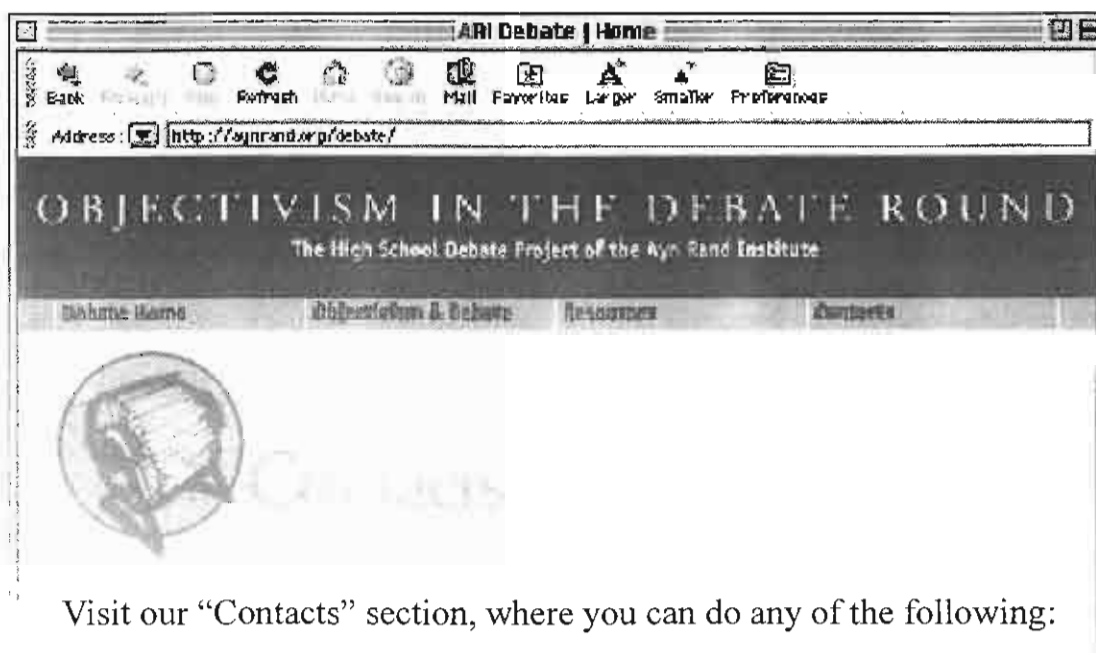 ARI Debate | Home
Back Refresh Mail Favorites Larger Smaller Preferences
Address: http://aynrand.org/debate/
OBJECTIVISM IN THE DEBATE ROUND
The High School Debate Project of the Ayn Rand Institute
Debate Home Objectivism & Debate Resources Contacts
Contacts
Visit our “Contacts” section, where you can do any of the following: